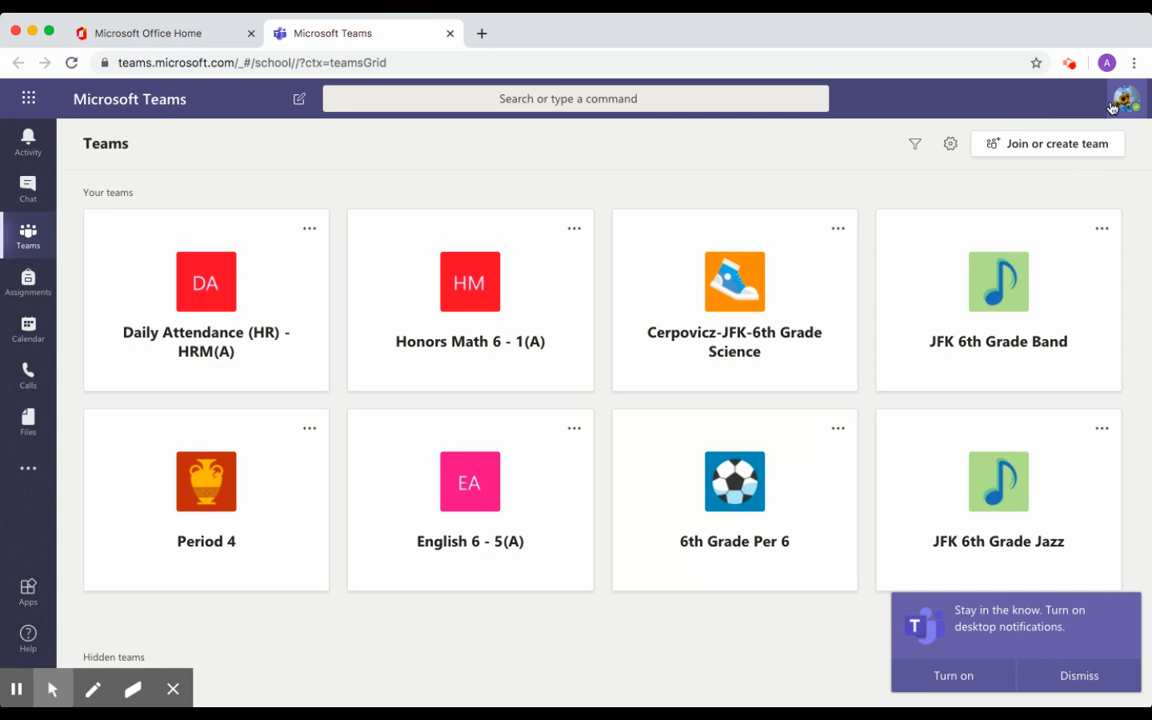 Microsoft Office Home
Microsoft Teams
teams.microsoft.com/_#/school//?ctx=teamsGrid
A
Microsoft Teams
Search or type a command
Activity
Chat
Teams
Assignments
Calendar
Calls
Files
Apps
Help
Teams
Join or create team
Your teams
DA
Daily Attendance (HR) -
HRM(A)
HM
Honors Math 6 - 1(A)
Cerpovicz-JFK-6th Grade
Science
JFK 6th Grade Band
Period 4
EA
English 6 - 5(A)
6th Grade Per 6
JFK 6th Grade Jazz
Hidden teams
T
Stay in the know. Turn on
desktop notifications.
Turn on
Dismiss